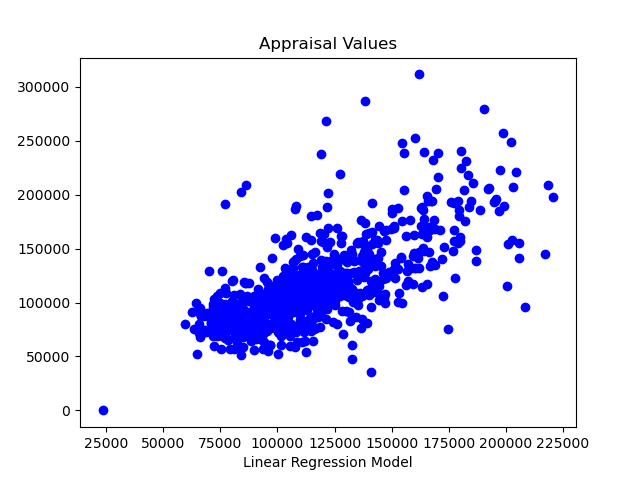 Appraisal Values
300000
250000
200000
150000
100000
50000
0
25000 50000 75000 100000 125000 150000 175000 200000 225000
Linear Regression Model